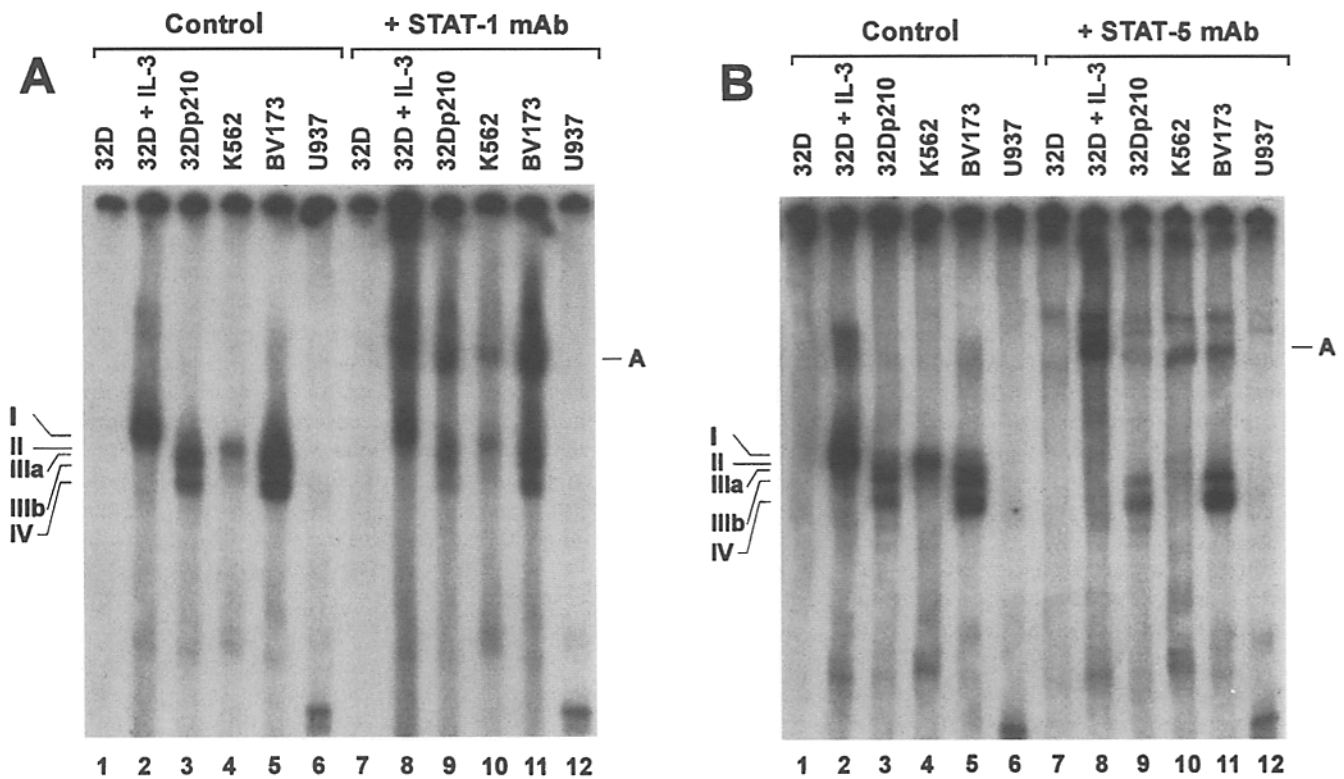 A
Control
+ STAT-1 mAb
32D
32D + IL-3
32Dp210
K562
BV173
U937
32D
32D + IL-3
32Dp210
K562
BV173
U937
A
I
II
IIIa
IIIb
IV
1 2 3 4 5 6 7 8 9 10 11 12
B
Control
+ STAT-5 mAb
32D
32D + IL-3
32Dp210
K562
BV173
U937
32D
32D + IL-3
32Dp210
K562
BV173
U937
A
I
II
IIIa
IIIb
IV
1 2 3 4 5 6 7 8 9 10 11 12